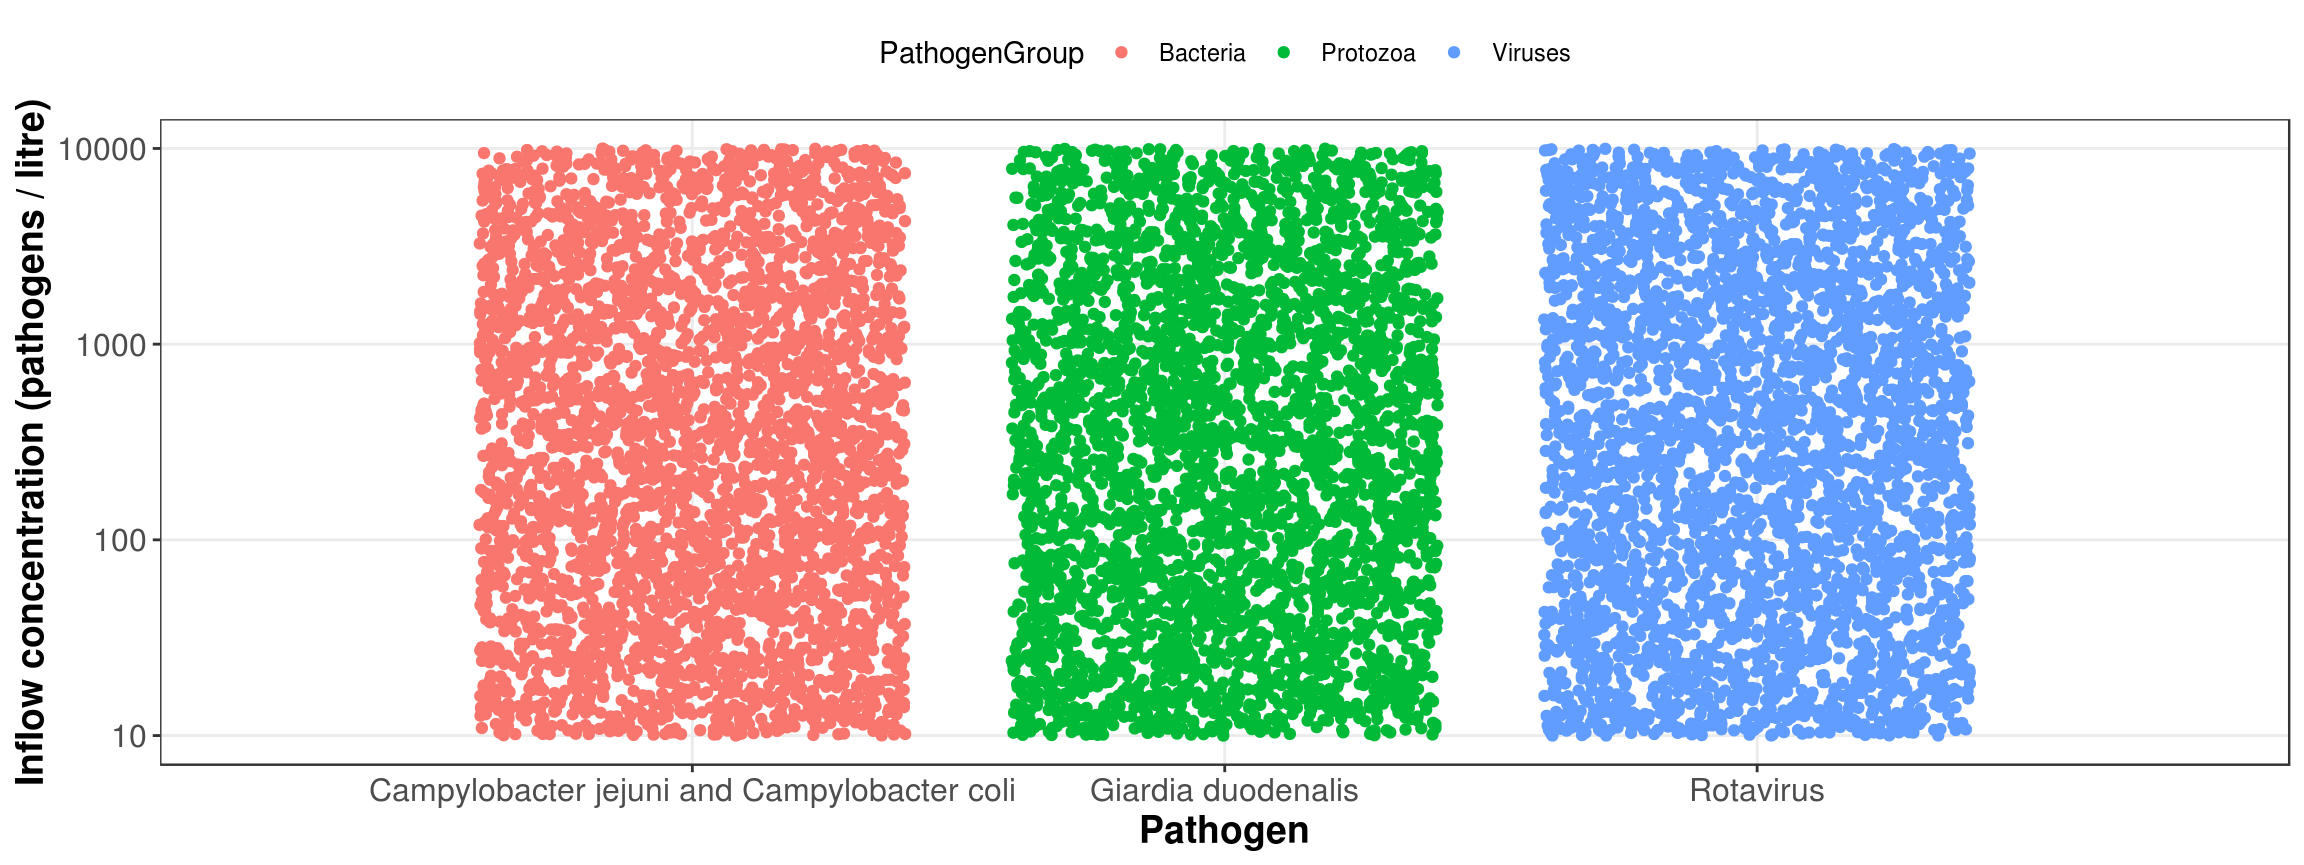 PathogenGroup Bacteria Protozoa Viruses
Inflow concentration (pathogens / litre)
10000
1000
100
10
Campylobacter jejuni and Campylobacter coli Giardia duodenalis Rotavirus
Pathogen